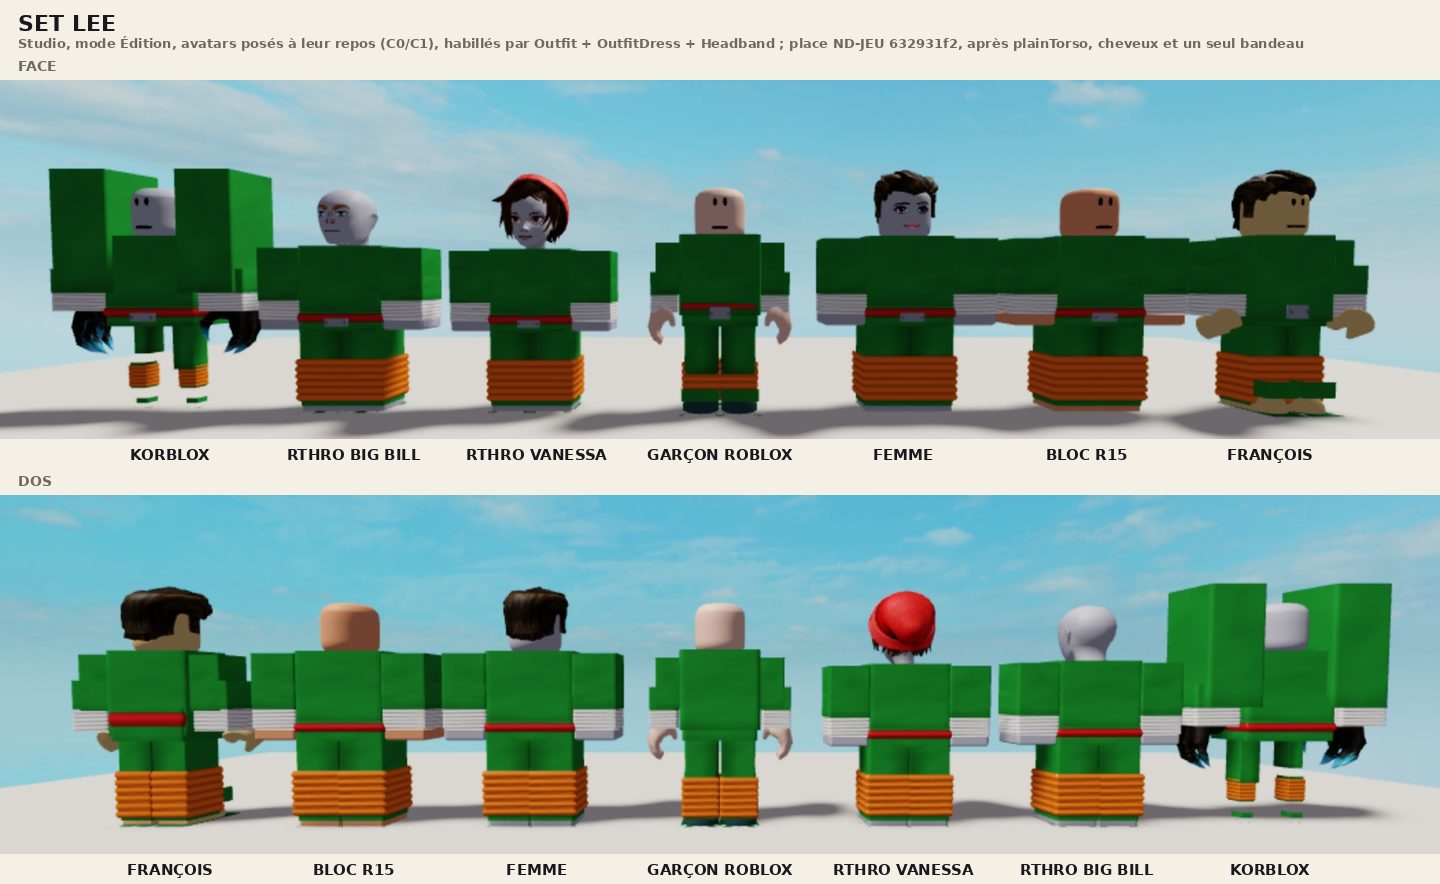 SET LEE
Studio, mode Édition, avatars posés à leur repos (C0/C1), habillés par Outfit + OutfitDress + Headband ; place ND-JEU 632931f2, après plainTorso, cheveux et un seul bandeau
FACE
KORBLOX RTHRO BIG BILL RTHRO VANESSA GARÇON ROBLOX FEMME BLOC R15 FRANÇOIS
DOS
FRANÇOIS BLOC R15 FEMME GARÇON ROBLOX RTHRO VANESSA RTHRO BIG BILL KORBLOX